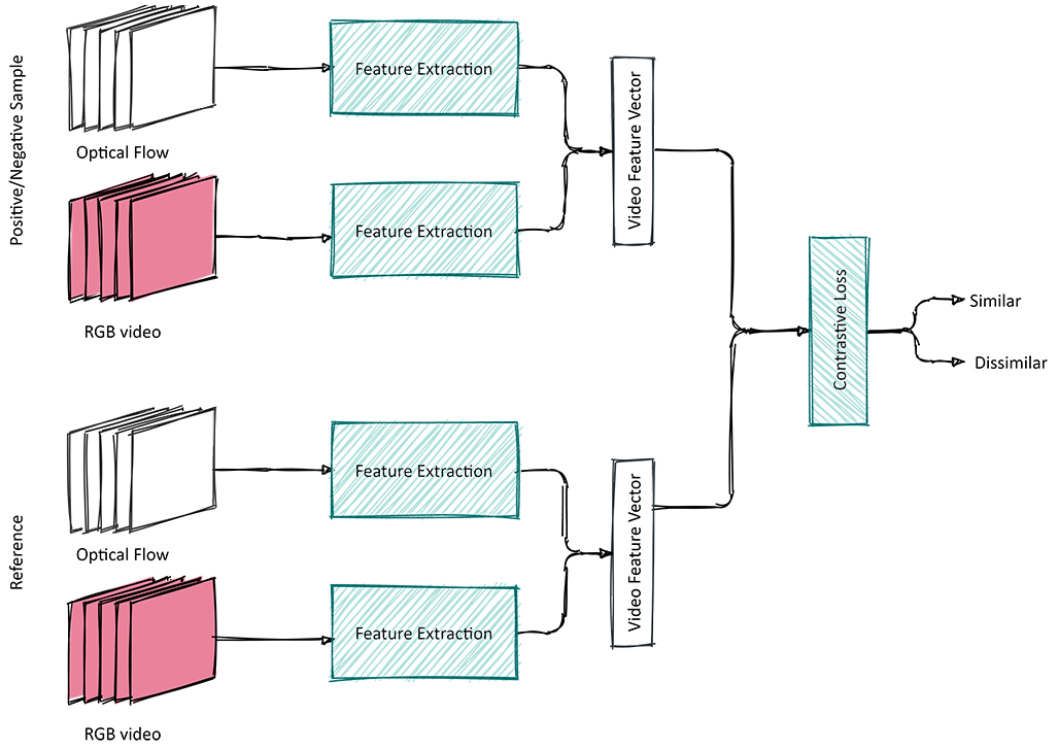 Positive/Negative Sample
Optical Flow
RGB video
Feature Extraction
Feature Extraction
Video Feature Vector
Reference
Optical Flow
RGB video
Feature Extraction
Feature Extraction
Video Feature Vector
Contrastive Loss
Similar
Dissimilar